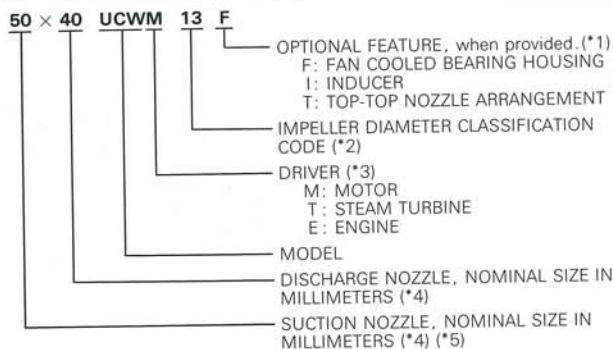 50 × 40 UCWM 13 F
OPTIONAL FEATURE, when provided.(*1)
F: FAN COOLED BEARING HOUSING
I: INDUCER
T: TOP-TOP NOZZLE ARRANGEMENT
IMPELLER DIAMETER CLASSIFICATION
CODE (*2)
DRIVER (*3)
M: MOTOR
T: STEAM TURBINE
E: ENGINE
MODEL
DISCHARGE NOZZLE, NOMINAL SIZE IN
MILLIMETERS (*4)
SUCTION NOZZLE, NOMINAL SIZE IN
MILLIMETERS (*4) (*5)